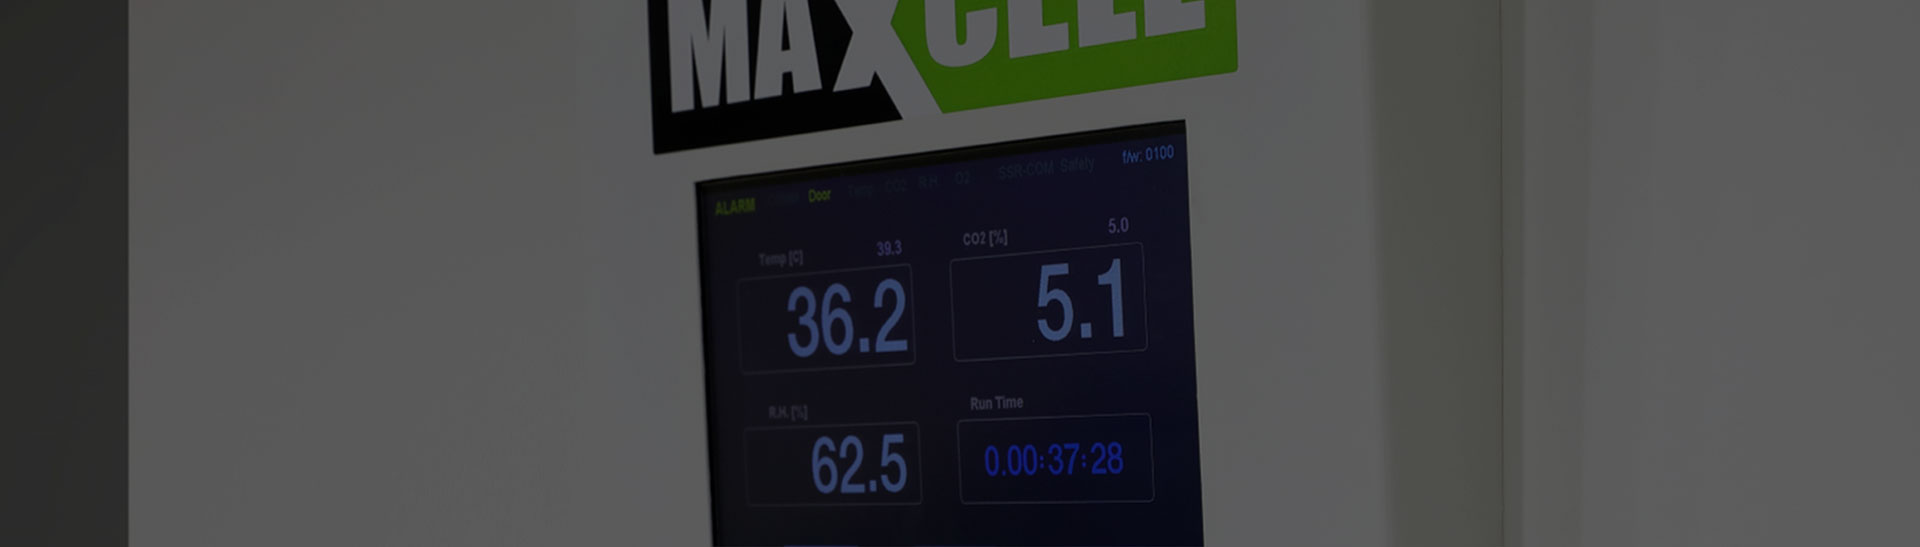 MAXCELL
ALARM Door Temp CO2 R.H. O2 SSR-COM Safety f/w: 0100
Temp [C] 39.3
36.2
CO2 [%] 5.0
5.1
R.H. [%]
62.5
Run Time
0.00:37:28